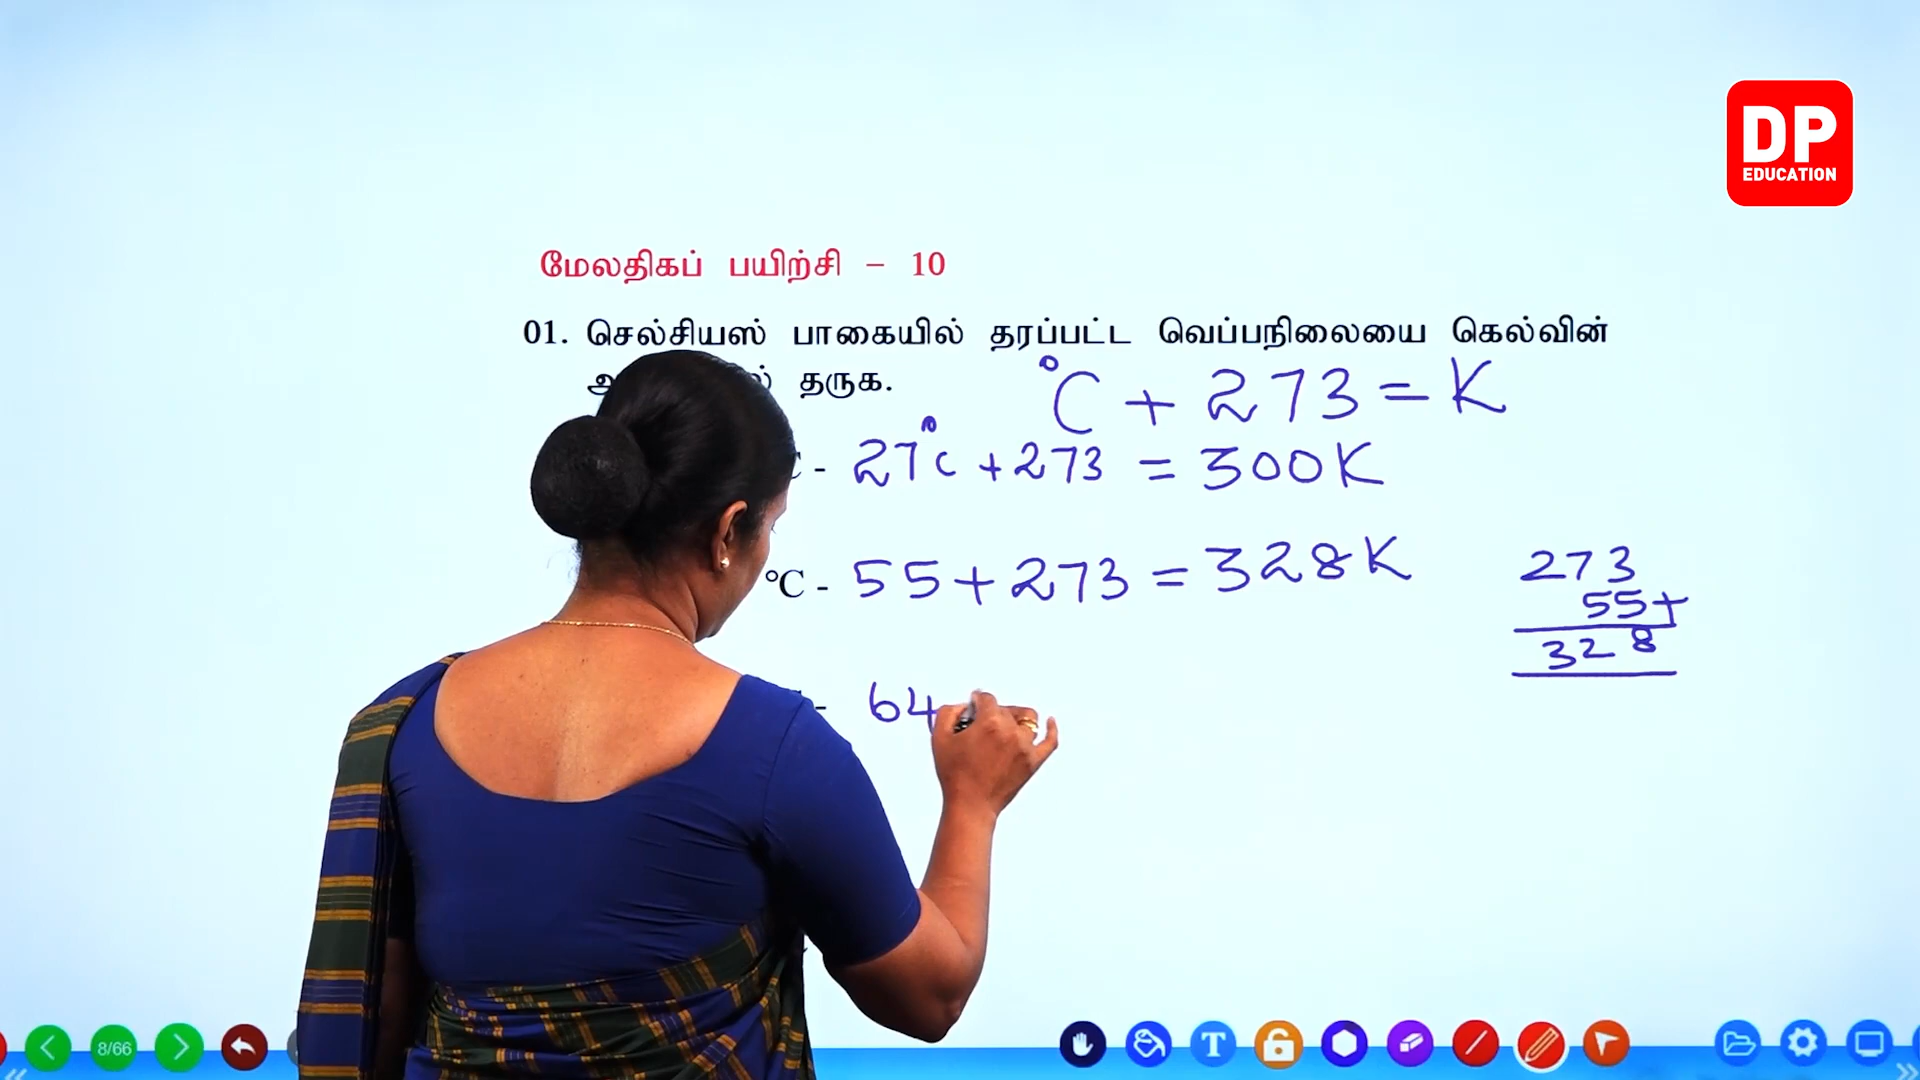 DP
EDUCATION
மேலதிகப் பயிற்சி – 10
01. செல்சியஸ் பாகையில் தரப்பட்ட வெப்பநிலையை கெல்வின்
தருக.
°C + 273 = K
- 27°C + 273 = 300K
°C - 55 + 273 = 328K
273
55+
328
- 64
8/66
T